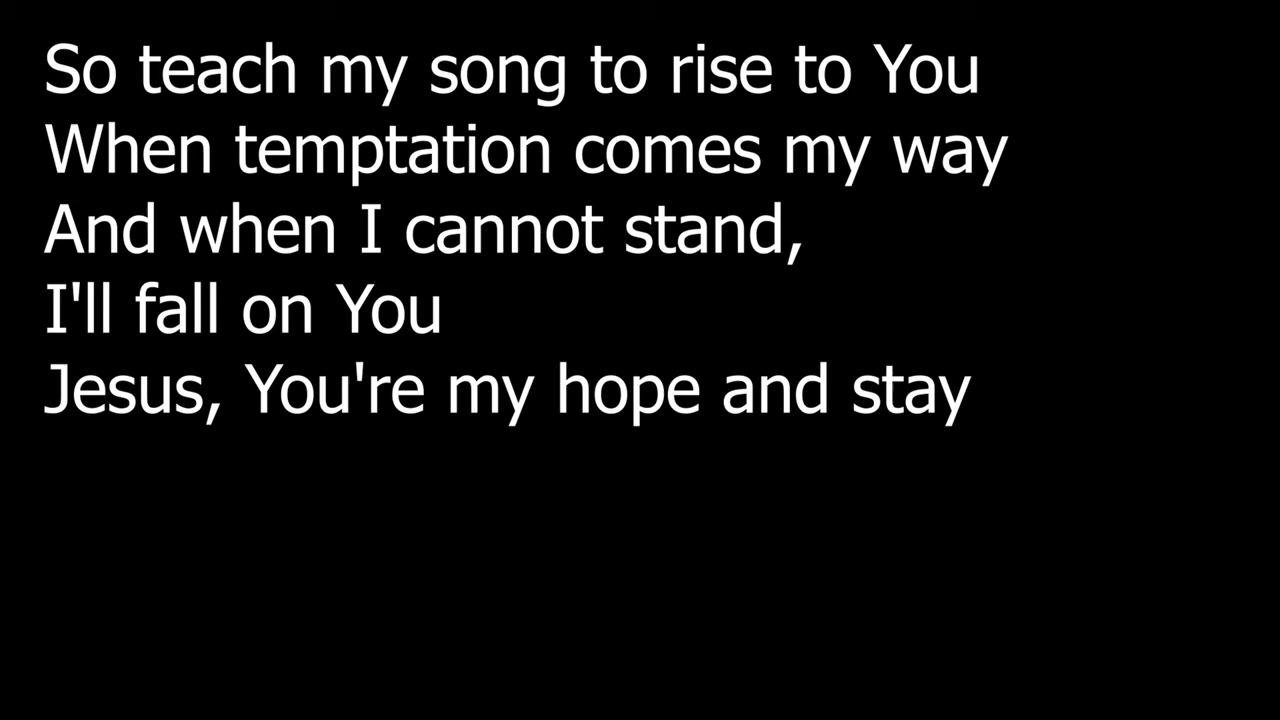 So teach my song to rise to You
When temptation comes my way
And when I cannot stand,
I'll fall on You
Jesus, You're my hope and stay